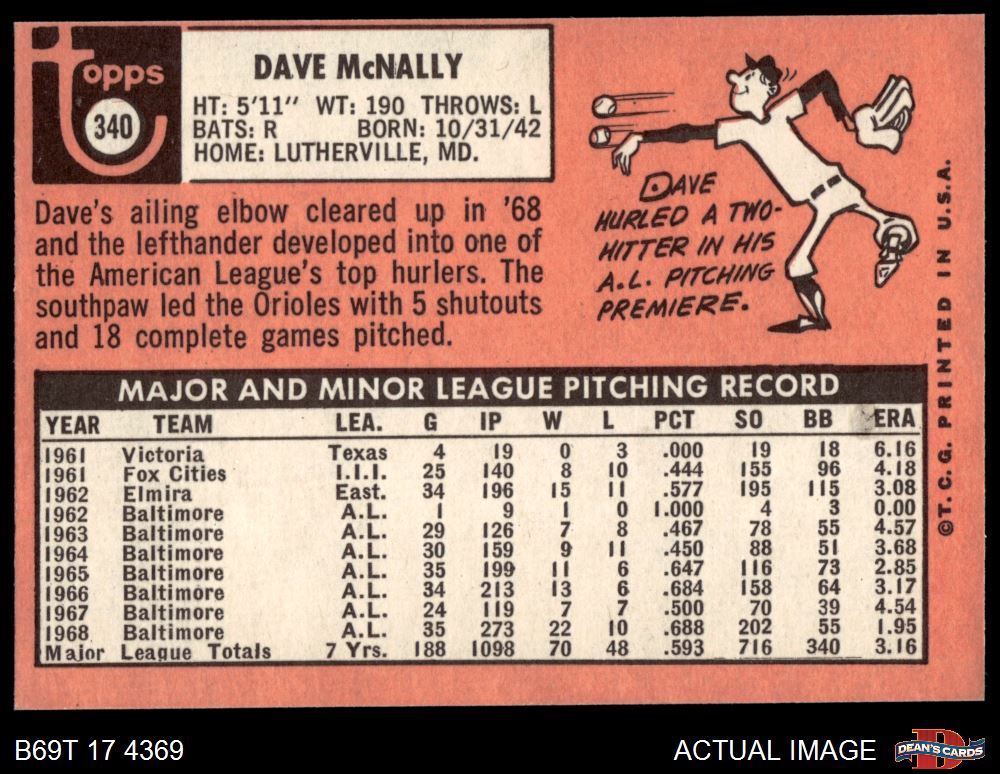 topps
340
DAVE McNALLY
HT: 5'11" WT: 190 THROWS: L
BATS: R BORN: 10/31/42
HOME: LUTHERVILLE, MD.
Dave's ailing elbow cleared up in '68
and the lefthander developed into one of
the American League's top hurlers. The
southpaw led the Orioles with 5 shutouts
and 18 complete games pitched.
DAVE
HURLED A TWO-
HITTER IN HIS
A.L. PITCHING
PREMIERE.
©T. C. G. PRINTED IN U.S.A.
MAJOR AND MINOR LEAGUE PITCHING RECORD
YEAR TEAM LEA. G IP W L PCT SO BB ERA
1961 Victoria Texas 4 19 0 3 .000 19 18 6.16
1961 Fox Cities I.I.I. 25 140 8 10 .444 155 96 4.18
1962 Elmira East. 34 196 15 11 .577 195 115 3.08
1962 Baltimore A.L. 1 9 1 0 1.000 4 3 0.00
1963 Baltimore A.L. 29 126 7 8 .467 78 55 4.57
1964 Baltimore A.L. 30 159 9 11 .450 88 51 3.68
1965 Baltimore A.L. 35 199 11 6 .647 116 73 2.85
1966 Baltimore A.L. 34 213 13 6 .684 158 64 3.17
1967 Baltimore A.L. 24 119 7 7 .500 70 39 4.54
1968 Baltimore A.L. 35 273 22 10 .688 202 55 1.95
Major League Totals 7 Yrs. 188 1098 70 48 .593 716 340 3.16
B69T 17 4369
ACTUAL IMAGE
DEAN'S CARDS